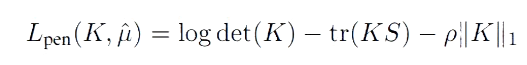 L_pen(K, μ̂) = log det(K) − tr(KS) − ρ‖K‖₁